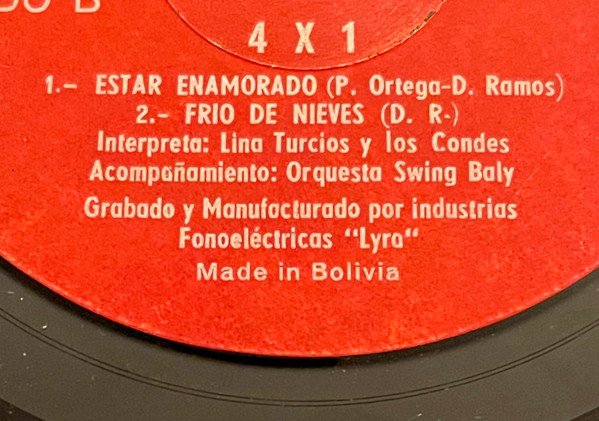 DO B
4 X 1
1.- ESTAR ENAMORADO (P. Ortega-D. Ramos)
2.- FRIO DE NIEVES (D. R.)
Interpreta: Lina Turcios y los Condes
Acompañamiento: Orquesta Swing Baly
Grabado y Manufacturado por industrias
Fonoeléctricas "Lyra"
Made in Bolivia